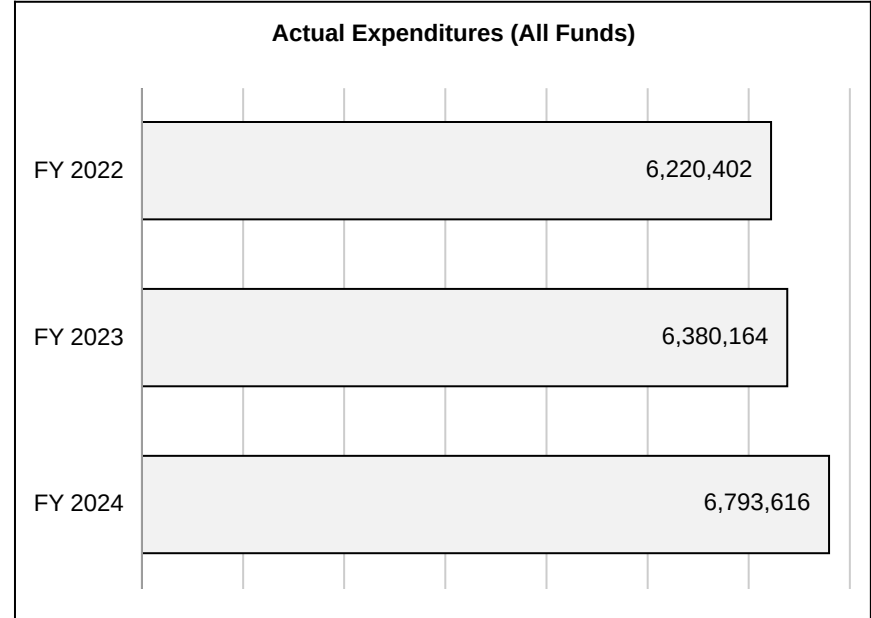 Actual Expenditures (All Funds)
FY 2022
6,220,402
FY 2023
6,380,164
FY 2024
6,793,616